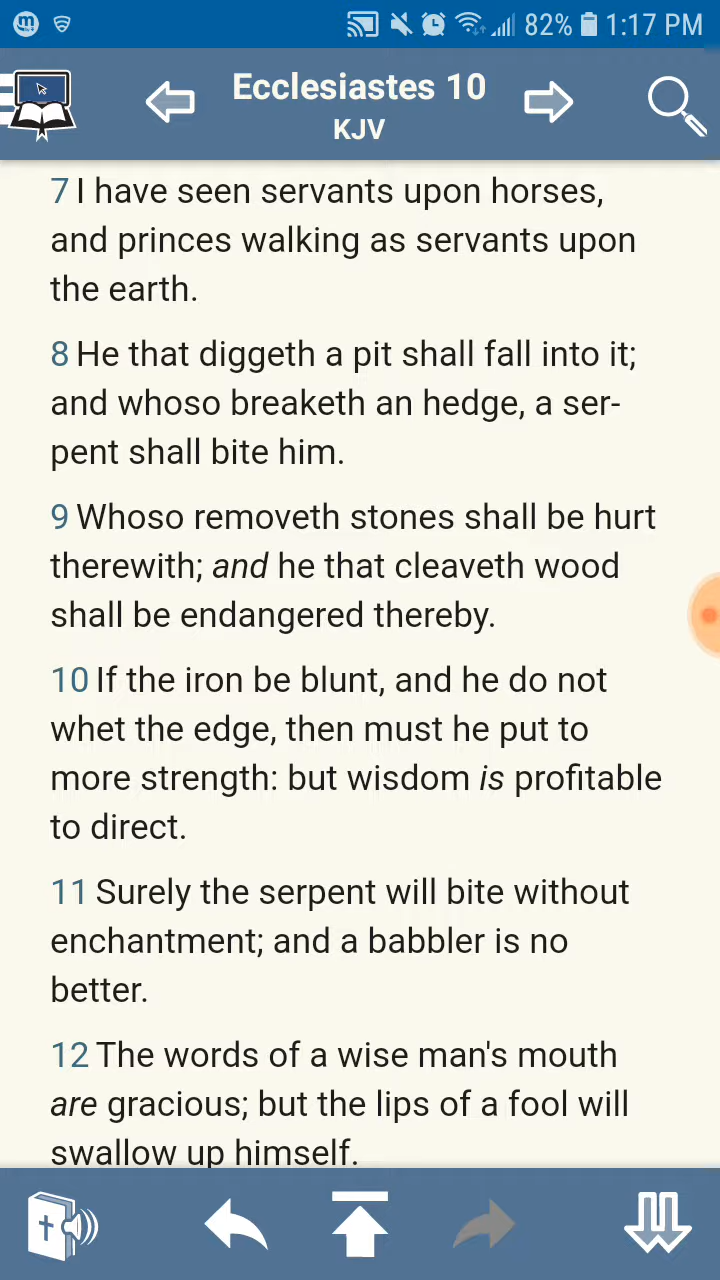 82% 1:17 PM
Ecclesiastes 10
KJV
7 I have seen servants upon horses,
and princes walking as servants upon
the earth.
8 He that diggeth a pit shall fall into it;
and whoso breaketh an hedge, a ser-
pent shall bite him.
9 Whoso removeth stones shall be hurt
therewith; and he that cleaveth wood
shall be endangered thereby.
10 If the iron be blunt, and he do not
whet the edge, then must he put to
more strength: but wisdom is profitable
to direct.
11 Surely the serpent will bite without
enchantment; and a babbler is no
better.
12 The words of a wise man's mouth
are gracious; but the lips of a fool will
swallow up himself.